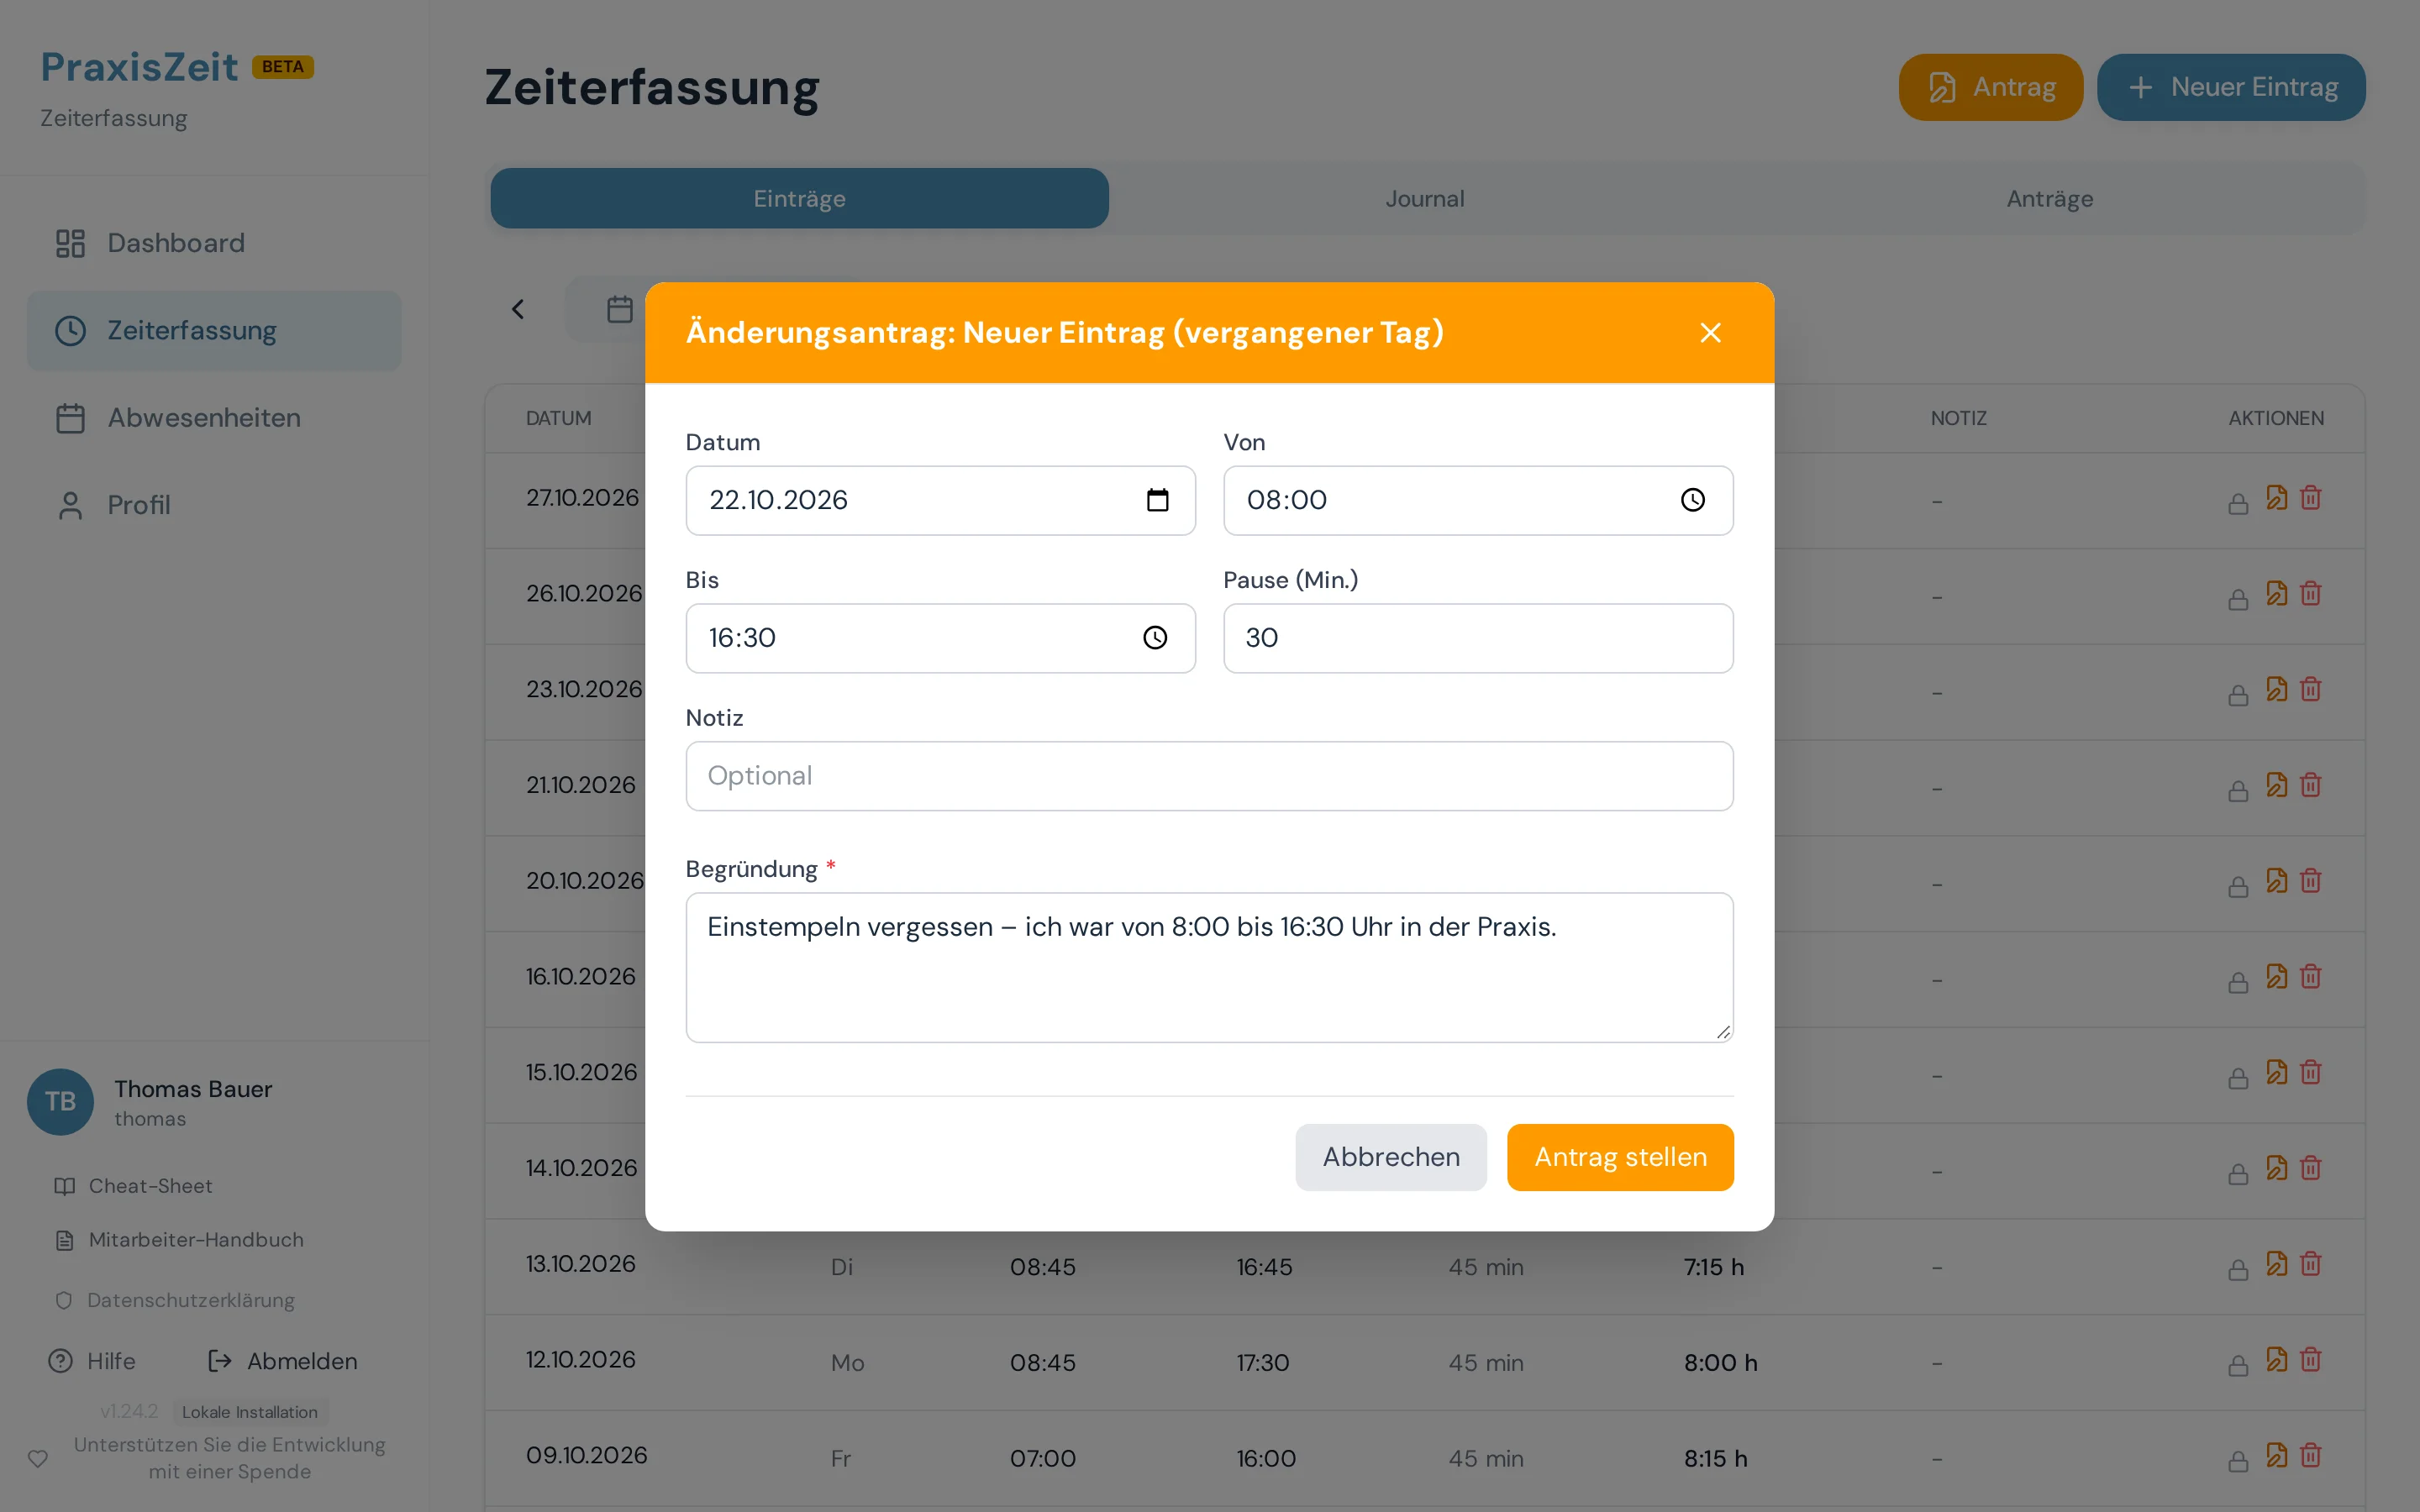 PraxisZeit BETA
Zeiterfassung
Dashboard
Zeiterfassung
Abwesenheiten
Profil
TB
Thomas Bauer
thomas
Cheat-Sheet
Mitarbeiter-Handbuch
Datenschutzerklärung
Hilfe Abmelden
v1.24.2 Lokale Installation
Unterstützen Sie die Entwicklung
mit einer Spende
Zeiterfassung
Antrag
Neuer Eintrag
Einträge Journal Anträge
DATUM NOTIZ AKTIONEN
27.10.2026 -
26.10.2026 -
23.10.2026 -
21.10.2026 -
20.10.2026 -
16.10.2026 -
15.10.2026 -
14.10.2026 -
13.10.2026 Di 08:45 16:45 45 min 7:15 h -
12.10.2026 Mo 08:45 17:30 45 min 8:00 h -
09.10.2026 Fr 07:00 16:00 45 min 8:15 h -
Änderungsantrag: Neuer Eintrag (vergangener Tag)
Datum Von
22.10.2026 08:00
Bis Pause (Min.)
16:30 30
Notiz
Optional
Begründung *
Einstempeln vergessen – ich war von 8:00 bis 16:30 Uhr in der Praxis.
Abbrechen Antrag stellen